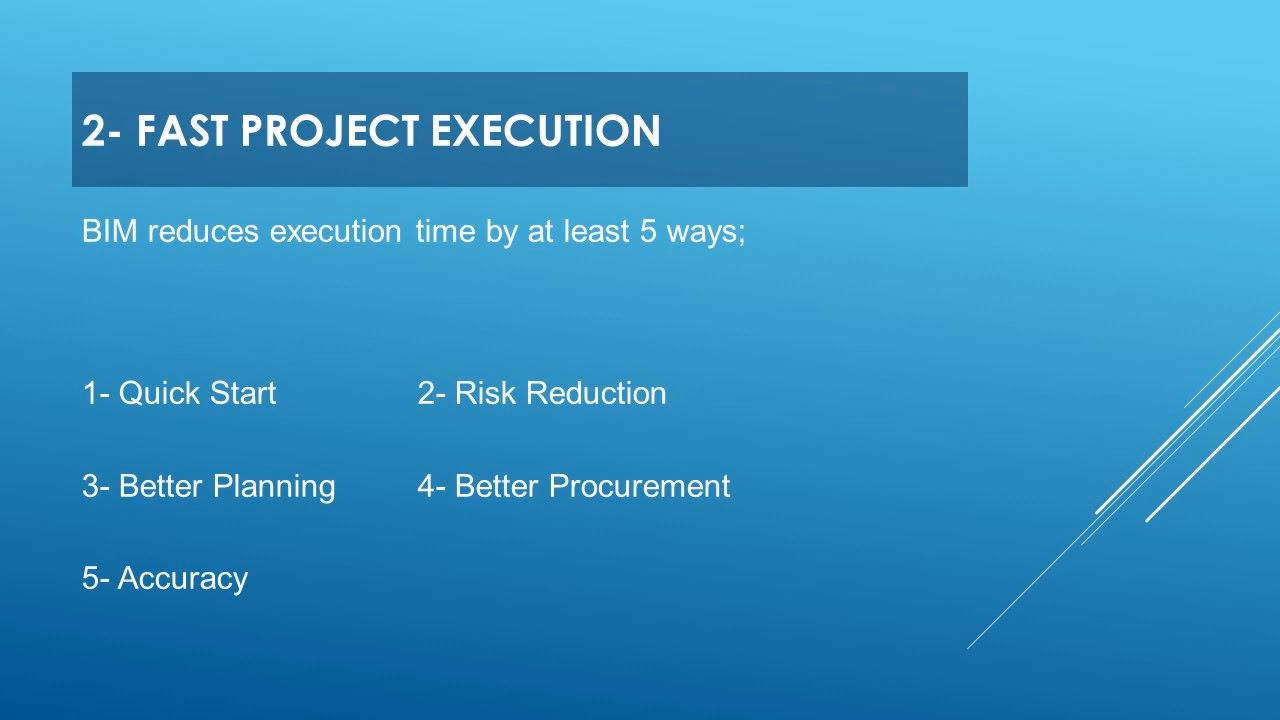 2- FAST PROJECT EXECUTION
BIM reduces execution time by at least 5 ways;
1- Quick Start 2- Risk Reduction
3- Better Planning 4- Better Procurement
5- Accuracy